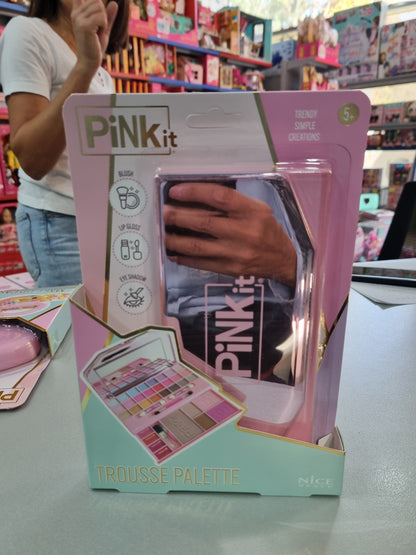 PiNKit
TRENDY
SIMPLE
CREATIONS
5+
BLUSH
LIP GLOSS
EYE SHADOW
PiNKit
TROUSSE PALETTE
NICE